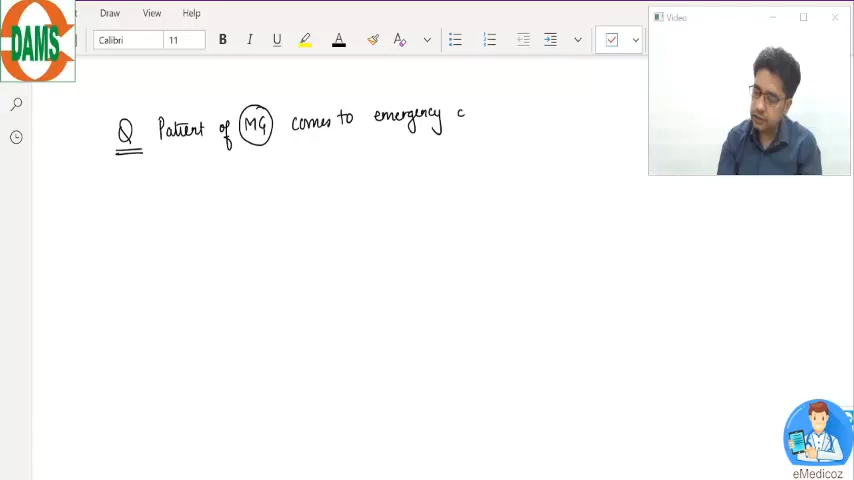 DAMS
Draw View Help
Video
Calibri 11 B I U A A
Q Patient of MG comes to emergency c
eMedicoz